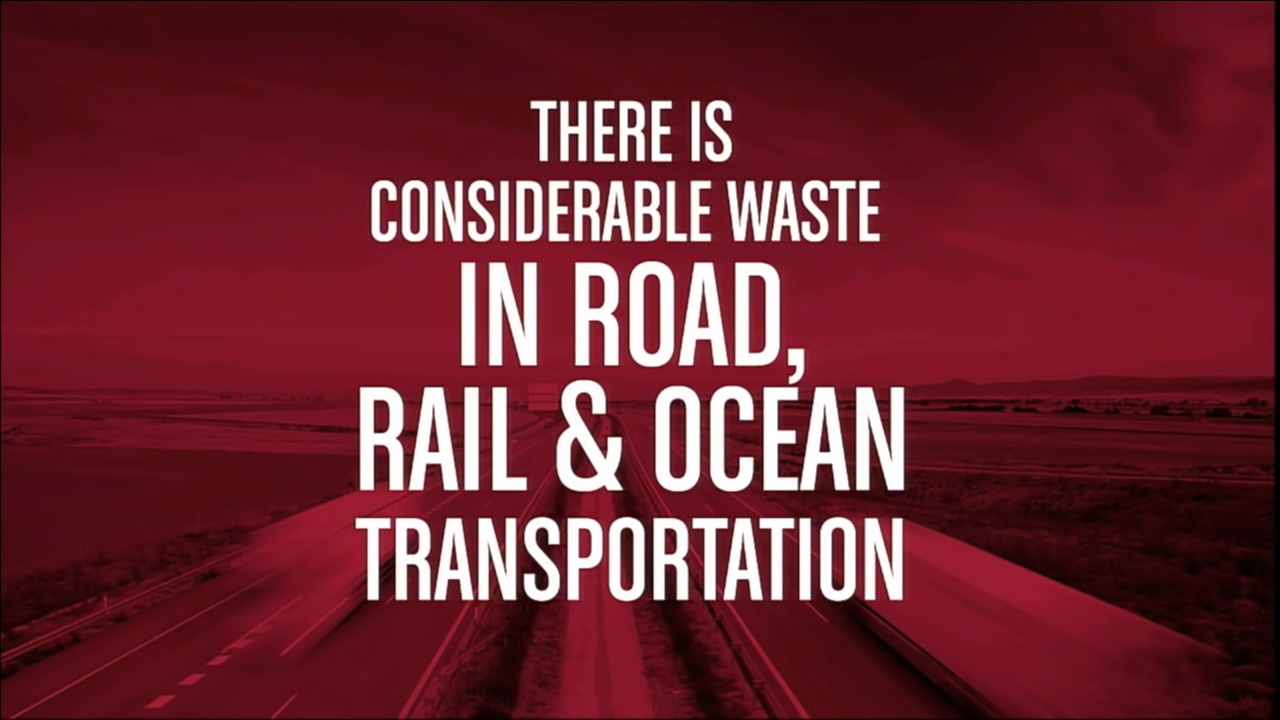 THERE IS
CONSIDERABLE WASTE
IN ROAD,
RAIL & OCEAN
TRANSPORTATION